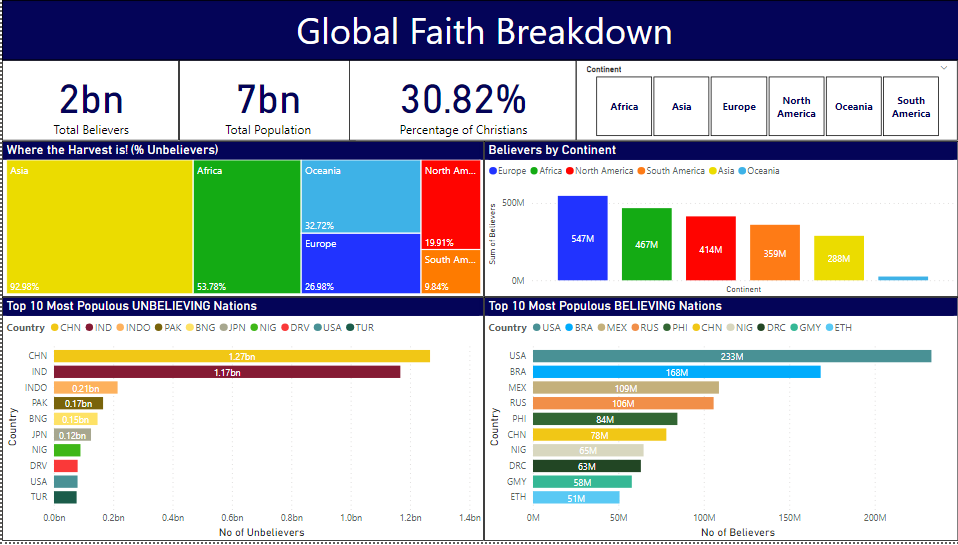 Global Faith Breakdown
2bn
Total Believers
7bn
Total Population
30.82%
Percentage of Christians
Continent
Africa
Asia
Europe
North
America
Oceania
South
America
Where the Harvest is! (% Unbelievers)
Asia
92.98%
Africa
53.78%
Oceania
32.72%
Europe
26.98%
North Am...
19.91%
South Am...
9.84%
Believers by Continent
Europe Africa North America South America Asia Oceania
Sum of Believers
500M
0M
547M
467M
414M
359M
288M
Continent
Top 10 Most Populous UNBELIEVING Nations
Country CHN IND INDO PAK BNG JPN NIG DRV USA TUR
Country
CHN 1.27bn
IND 1.17bn
INDO 0.21bn
PAK 0.17bn
BNG 0.15bn
JPN 0.12bn
NIG
DRV
USA
TUR
0.0bn 0.2bn 0.4bn 0.6bn 0.8bn 1.0bn 1.2bn 1.4bn
No of Unbelievers
Top 10 Most Populous BELIEVING Nations
Country USA BRA MEX RUS PHI CHN NIG DRC GMY ETH
Country
USA 233M
BRA 168M
MEX 109M
RUS 106M
PHI 84M
CHN 78M
NIG 65M
DRC 63M
GMY 58M
ETH 51M
0M 50M 100M 150M 200M
No of Believers